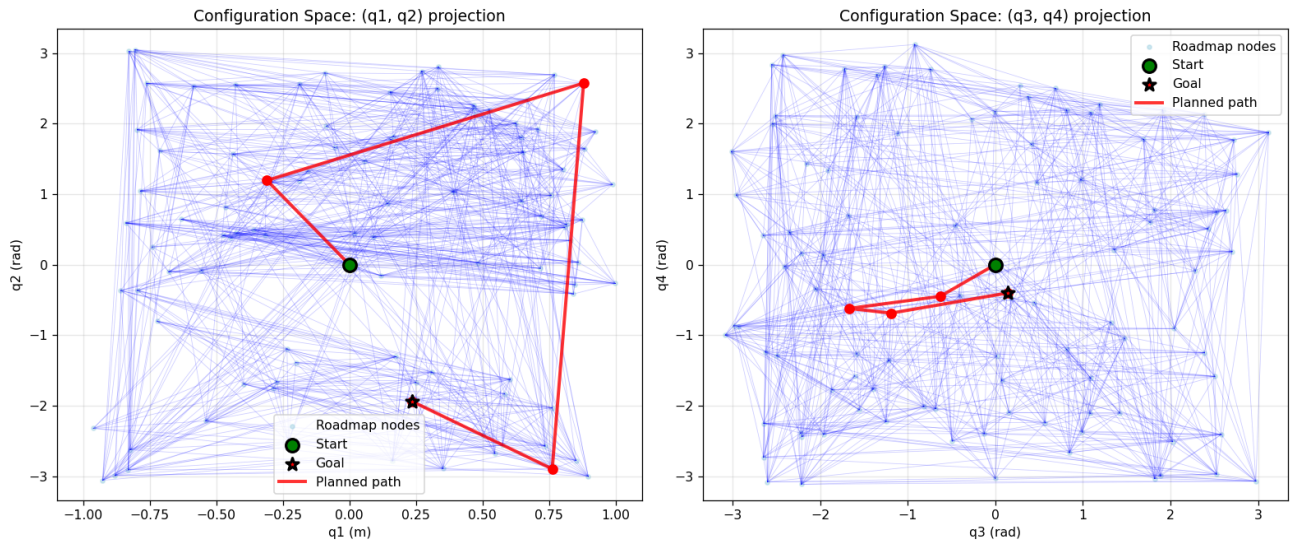 Configuration Space: (q1, q2) projection
3
2
1
0
−1
−2
−3
q2 (rad)
Roadmap nodes
Start
Goal
Planned path
−1.00
−0.75
−0.50
−0.25
0.00
0.25
0.50
0.75
1.00
q1 (m)
Configuration Space: (q3, q4) projection
Roadmap nodes
Start
Goal
Planned path
3
2
1
0
−1
−2
−3
q4 (rad)
−3
−2
−1
0
1
2
3
q3 (rad)